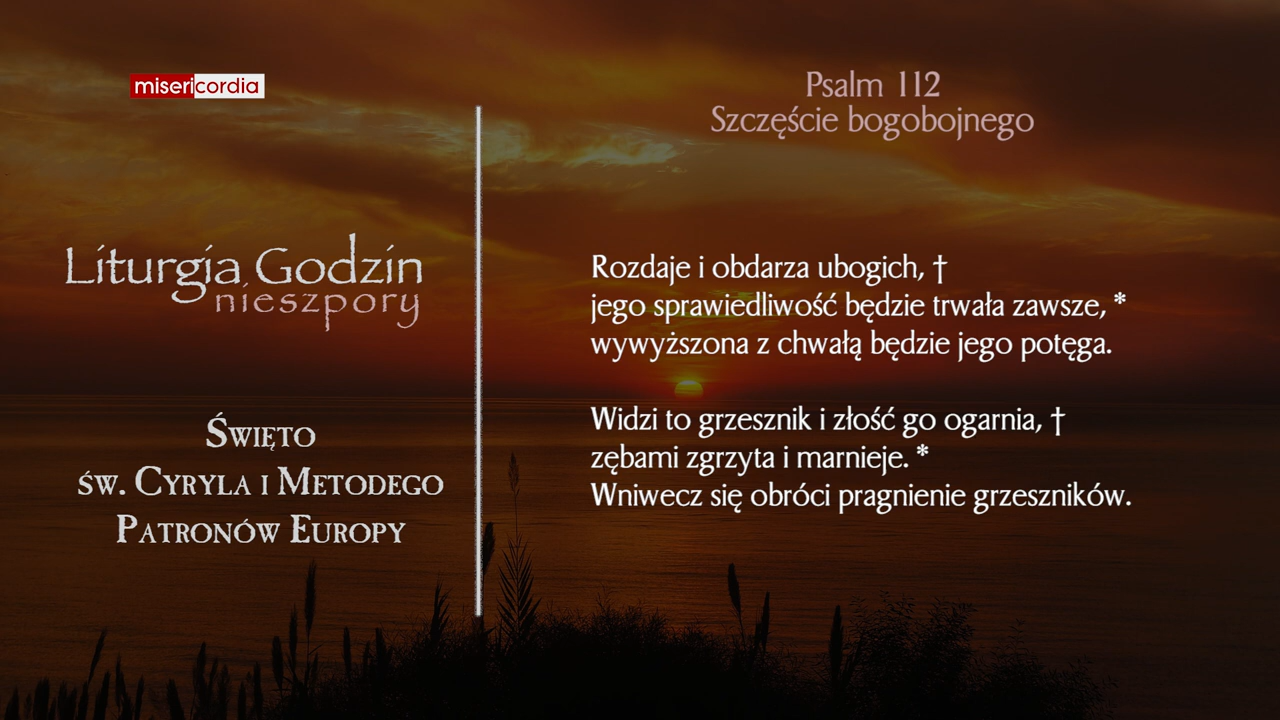 misericordia
Liturgia Godzin
nieszpory
Święto
św. Cyryla i Metodego
Patronów Europy
Psalm 112
Szczęście bogobojnego
Rozdaje i obdarza ubogich, †
jego sprawiedliwość będzie trwała zawsze, *
wywyższona z chwałą będzie jego potęga.
Widzi to grzesznik i złość go ogarnia, †
zębami zgrzyta i marnieje. *
Wniwecz się obróci pragnienie grzeszników.